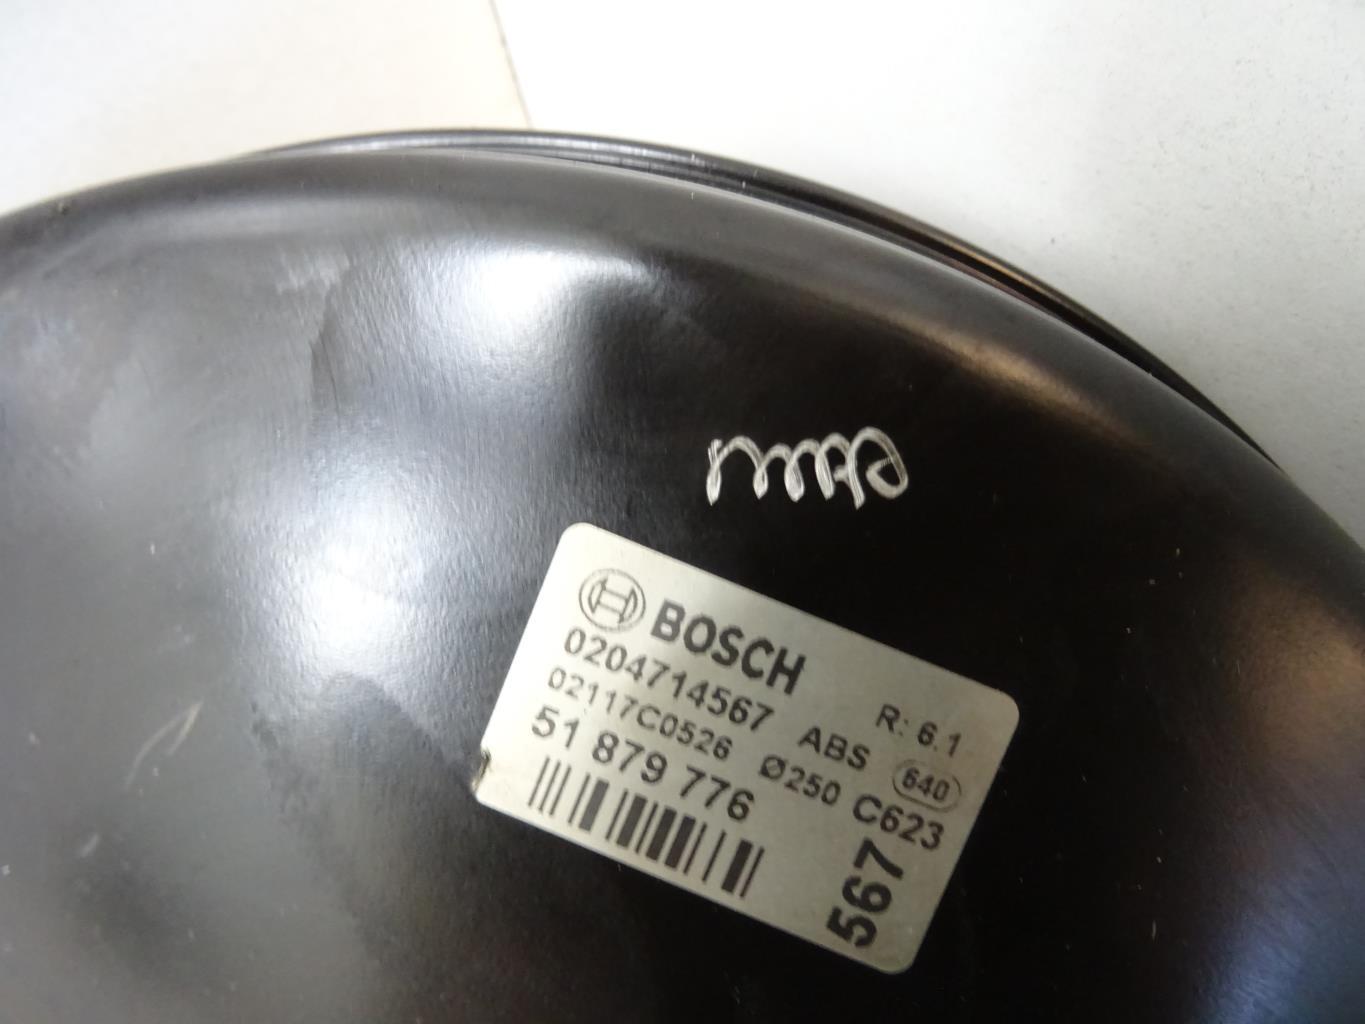 BOSCH
0204714567 ABS R: 6.1
02117C0526 Ø250 640
51 879 776 C623
567